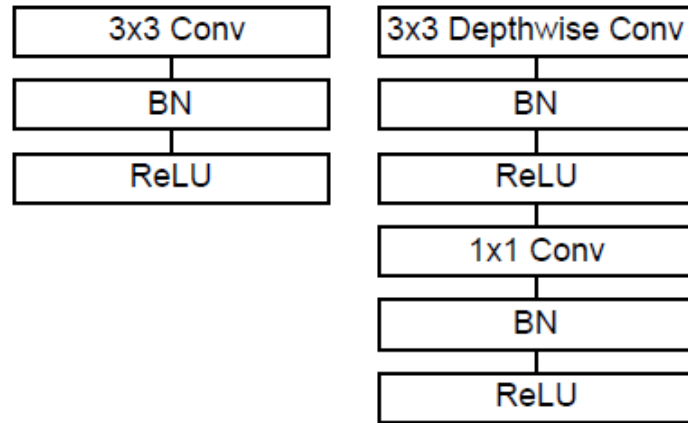 3x3 Conv
BN
ReLU
3x3 Depthwise Conv
BN
ReLU
1x1 Conv
BN
ReLU